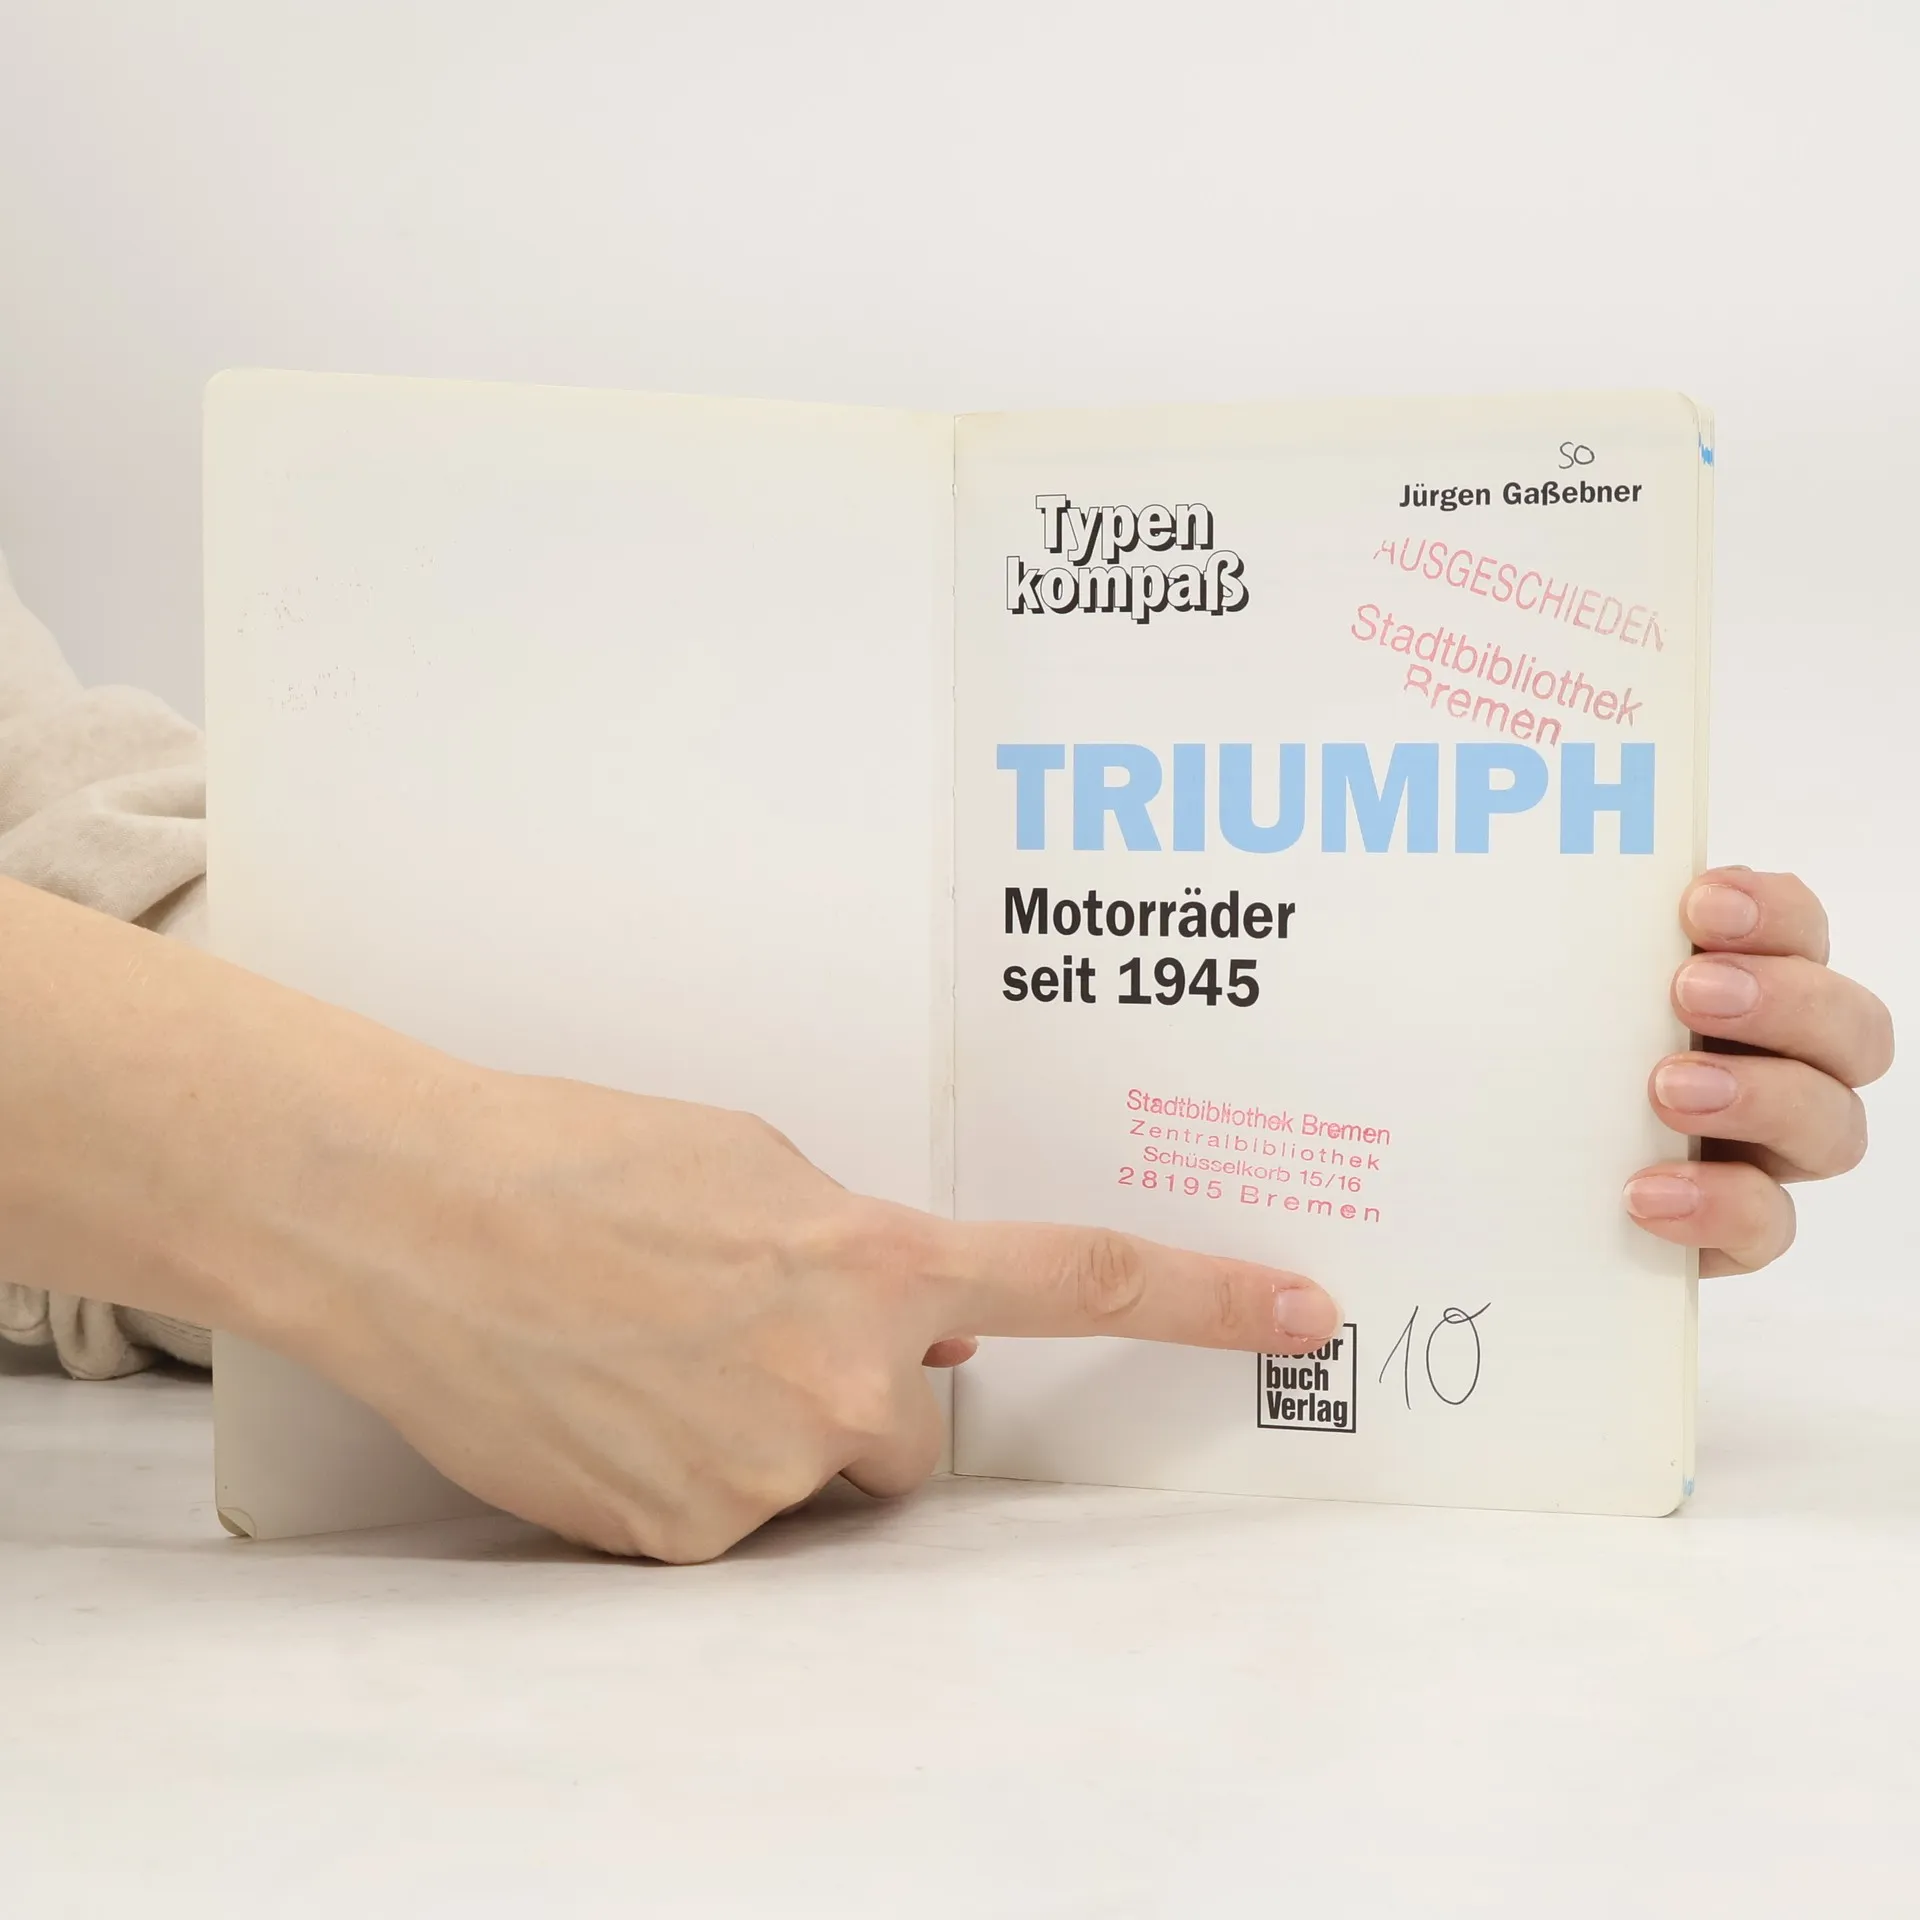 so
Jürgen Gaßebner
Typen
kompaß
AUSGESCHIEDEN
Stadtbibliothek
Bremen
TRIUMPH
Motorräder
seit 1945
Stadtbibliothek Bremen
Zentralbibliothek
Schüsselkorb 15/16
28195 Bremen
buch
Verlag
10